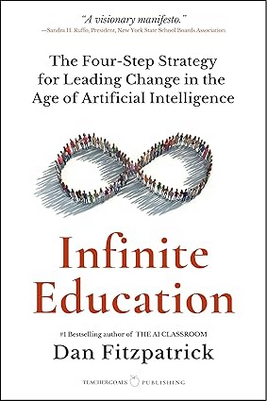 "A visionary manifesto."
—Sandra H. Ruffo, President, New York State School Boards Association
The Four-Step Strategy
for Leading Change in the
Age of Artificial Intelligence
Infinite
Education
#1 Bestselling author of THE AI CLASSROOM
Dan Fitzpatrick
TEACHERGOALS PUBLISHING